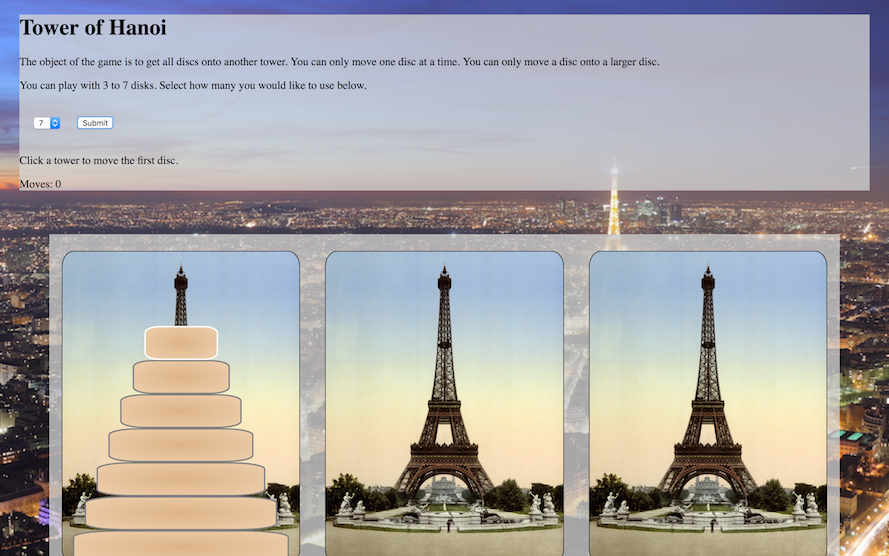 Tower of Hanoi
The object of the game is to get all discs onto another tower. You can only move one disc at a time. You can only move a disc onto a larger disc.
You can play with 3 to 7 disks. Select how many you would like to use below.
7 Submit
Click a tower to move the first disc.
Moves: 0